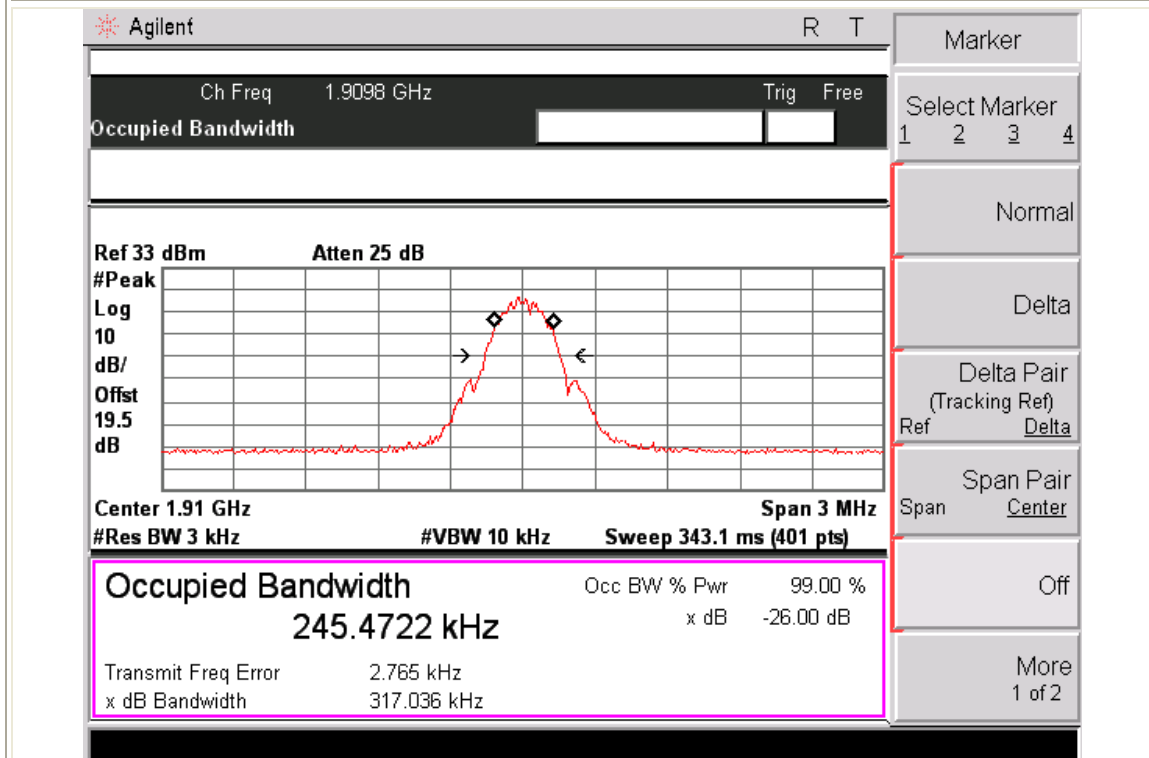 Agilent R T
Ch Freq 1.9098 GHz Trig Free
Occupied Bandwidth
Ref 33 dBm Atten 25 dB
#Peak
Log
10
dB/
Offst
19.5
dB
Center 1.91 GHz Span 3 MHz
#Res BW 3 kHz #VBW 10 kHz Sweep 343.1 ms (401 pts)
Occupied Bandwidth Occ BW % Pwr 99.00 %
245.4722 kHz x dB -26.00 dB
Transmit Freq Error 2.765 kHz
x dB Bandwidth 317.036 kHz
Marker
Select Marker
1 2 3 4
Normal
Delta
Delta Pair
(Tracking Ref)
Ref Delta
Span Pair
Span Center
Off
More
1 of 2